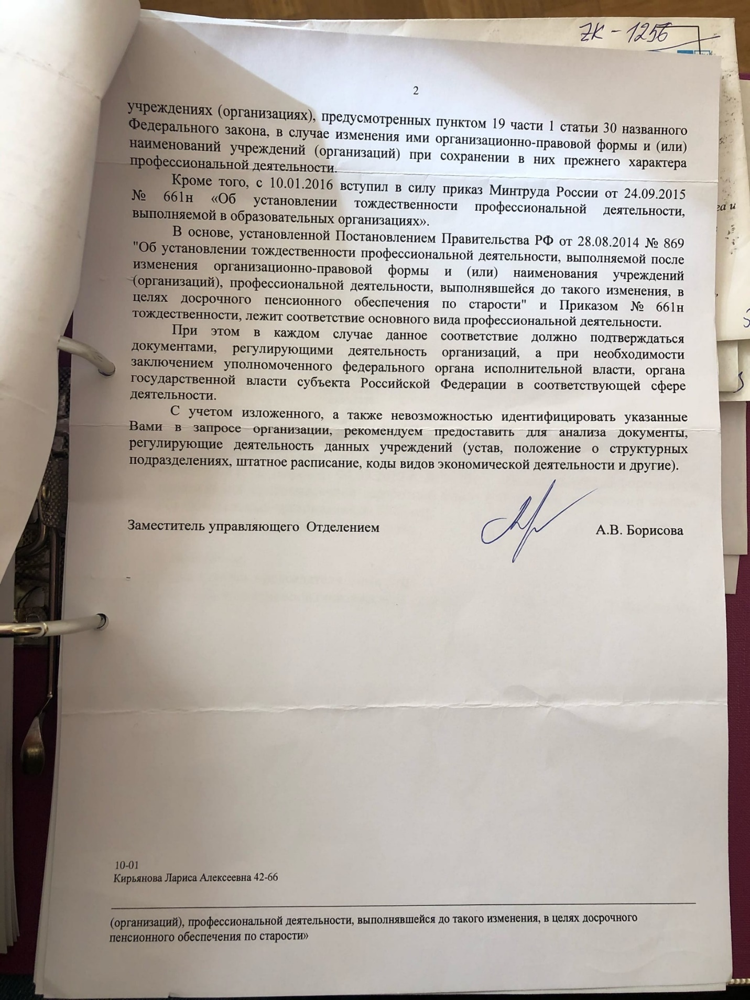 ZK - 1256
2
учреждениях (организациях), предусмотренных пунктом 19 части 1 статьи 30 названного
Федерального закона, в случае изменения ими организационно-правовой формы и (или)
наименований учреждений (организаций) при сохранении в них прежнего характера
профессиональной деятельности.
Кроме того, с 10.01.2016 вступил в силу приказ Минтруда России от 24.09.2015
№ 661н «Об установлении тождественности профессиональной деятельности,
выполняемой в образовательных организациях».
В основе, установленной Постановлением Правительства РФ от 28.08.2014 № 869
"Об установлении тождественности профессиональной деятельности, выполняемой после
изменения организационно-правовой формы и (или) наименования учреждений
(организаций), профессиональной деятельности, выполнявшейся до такого изменения, в
целях досрочного пенсионного обеспечения по старости" и Приказом № 661н
тождественности, лежит соответствие основного вида профессиональной деятельности.
При этом в каждом случае данное соответствие должно подтверждаться
документами, регулирующими деятельность организаций, а при необходимости
заключением уполномоченного федерального органа исполнительной власти, органа
государственной власти субъекта Российской Федерации в соответствующей сфере
деятельности.
С учетом изложенного, а также невозможностью идентифицировать указанные
Вами в запросе организации, рекомендуем предоставить для анализа документы,
регулирующие деятельность данных учреждений (устав, положение о структурных
подразделениях, штатное расписание, коды видов экономической деятельности и другие).
Заместитель управляющего Отделением А.В. Борисова
10-01
Кирьянова Лариса Алексеевна 42-66
(организаций), профессиональной деятельности, выполнявшейся до такого изменения, в целях досрочного
пенсионного обеспечения по старости»